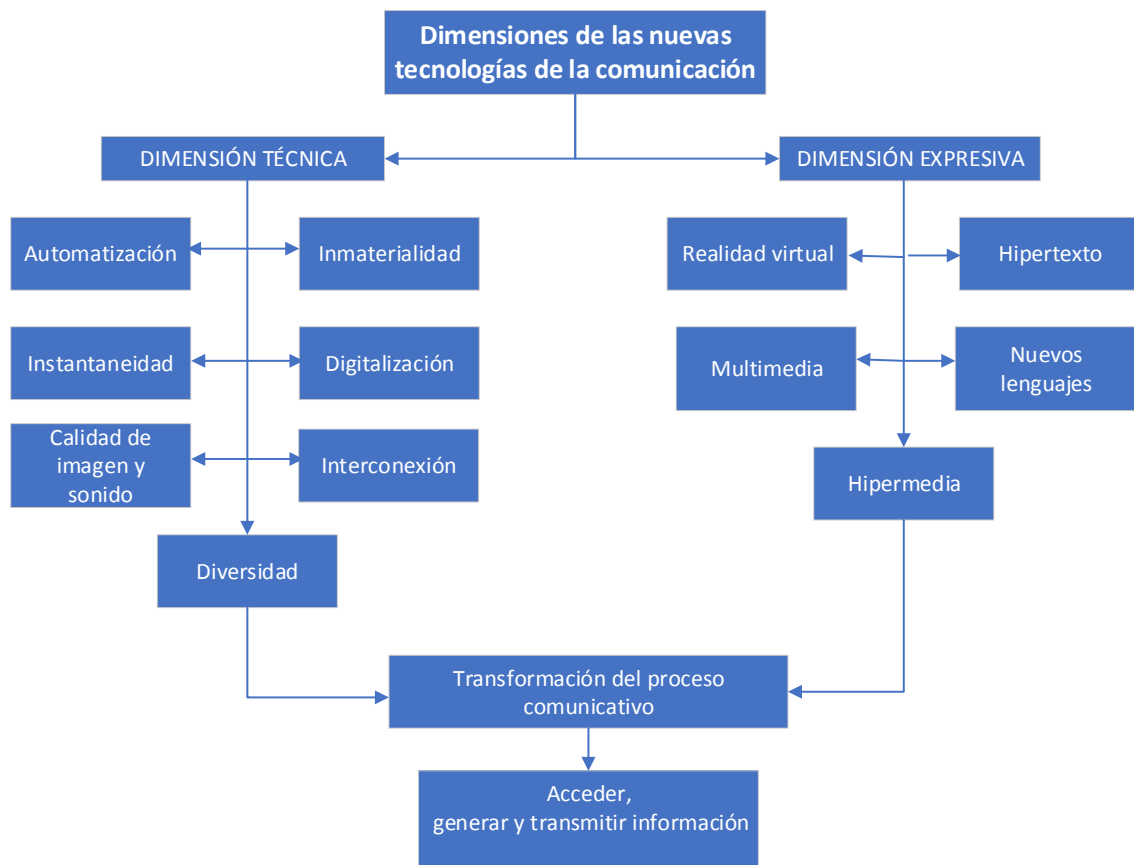 Dimensiones de las nuevas
tecnologías de la comunicación
DIMENSIÓN TÉCNICA
DIMENSIÓN EXPRESIVA
Automatización
Inmaterialidad
Realidad virtual
Hipertexto
Instantaneidad
Digitalización
Multimedia
Nuevos
lenguajes
Calidad de
imagen y
sonido
Interconexión
Hipermedia
Diversidad
Transformación del proceso
comunicativo
Acceder,
generar y transmitir información